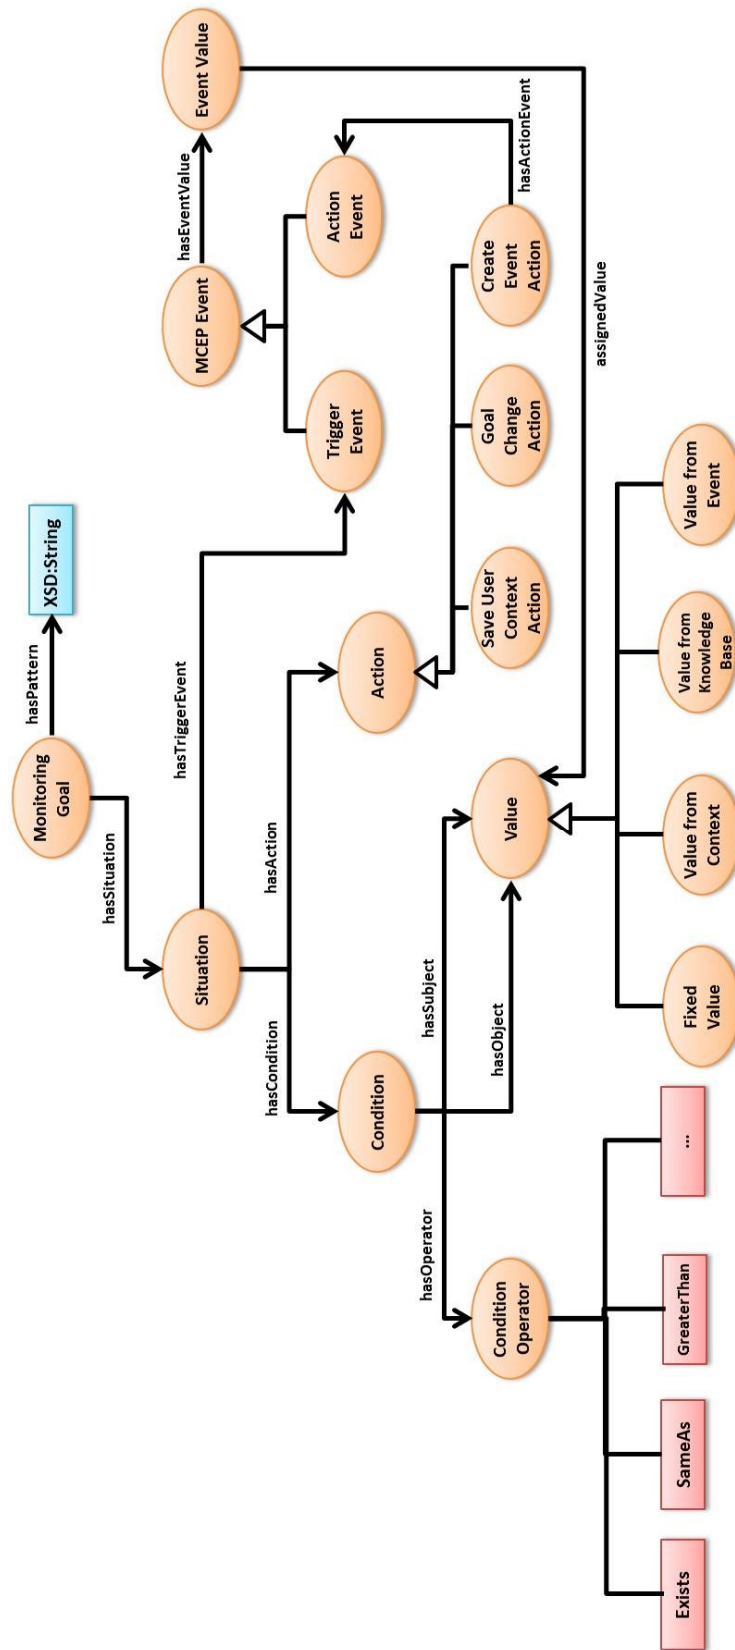 Monitoring
Goal
hasPattern
XSD:String
hasSituation
Situation
hasTriggerEvent
MCEP Event
hasEventValue
Event Value
hasCondition
hasAction
Condition
Action
Trigger
Event
Action
Event
hasOperator
hasSubject
hasObject
Condition
Operator
Value
Save User
Context
Action
Goal
Change
Action
Create
Event
Action
hasActionEvent
assignedValue
Exists
SameAs
GreaterThan
...
Fixed
Value
Value from
Context
Value from
Knowledge
Base
Value from
Event